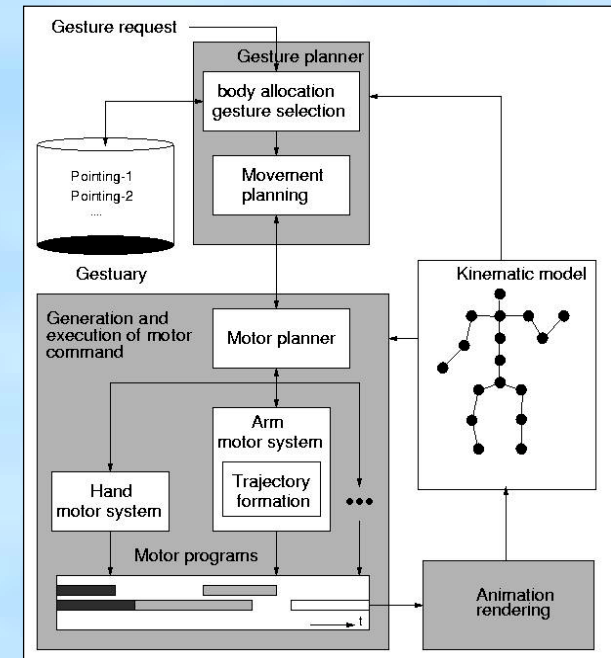 Gesture request
Gesture planner
body allocation
gesture selection
Pointing-1
Pointing-2
....
Movement
planning
Gestuary
Kinematic model
Generation and
execution of motor
command
Motor planner
Arm
motor system
Trajectory
formation
Hand
motor system
Motor programs
t
Animation
rendering